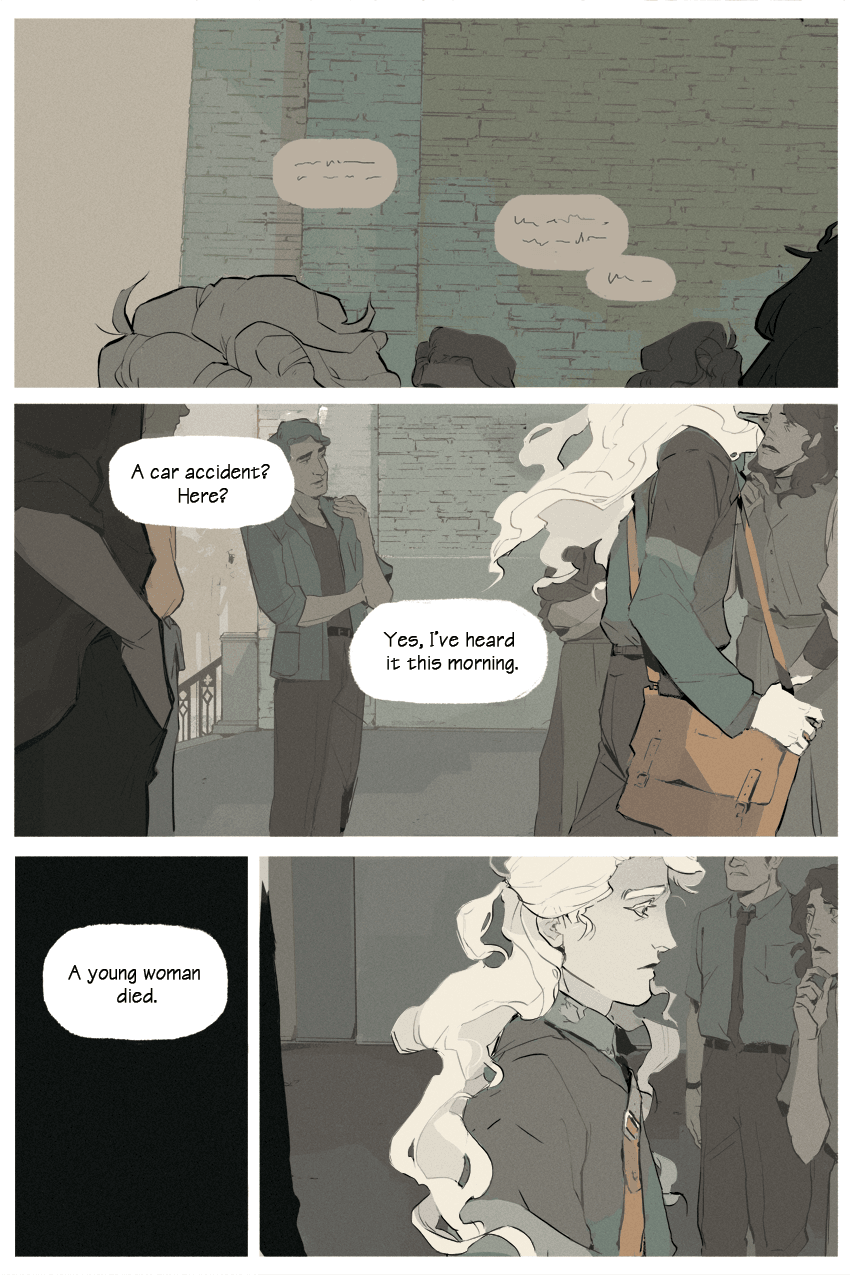 A car accident?
Here?
Yes, I've heard
it this morning.
A young woman
died.